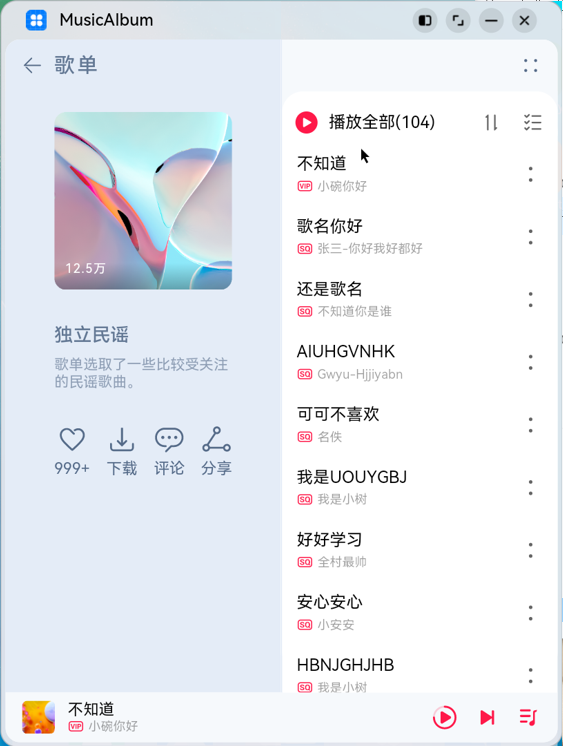 MusicAlbum
歌单
12.5万
独立民谣
歌单选取了一些比较受关注
的民谣歌曲。
999+
下载
评论
分享
播放全部(104)
不知道
VIP 小碗你好
歌名你好
SQ 张三-你好我好都好
还是歌名
SQ 不知道你是谁
AIUHGVNHK
SQ Gwyu-Hjjiyabn
可可不喜欢
SQ 名佚
我是UOUYGBJ
SQ 我是小树
好好学习
SQ 全村最帅
安心安心
SQ 小安安
HBNJGHJHB
SQ 我是小树
不知道
VIP 小碗你好